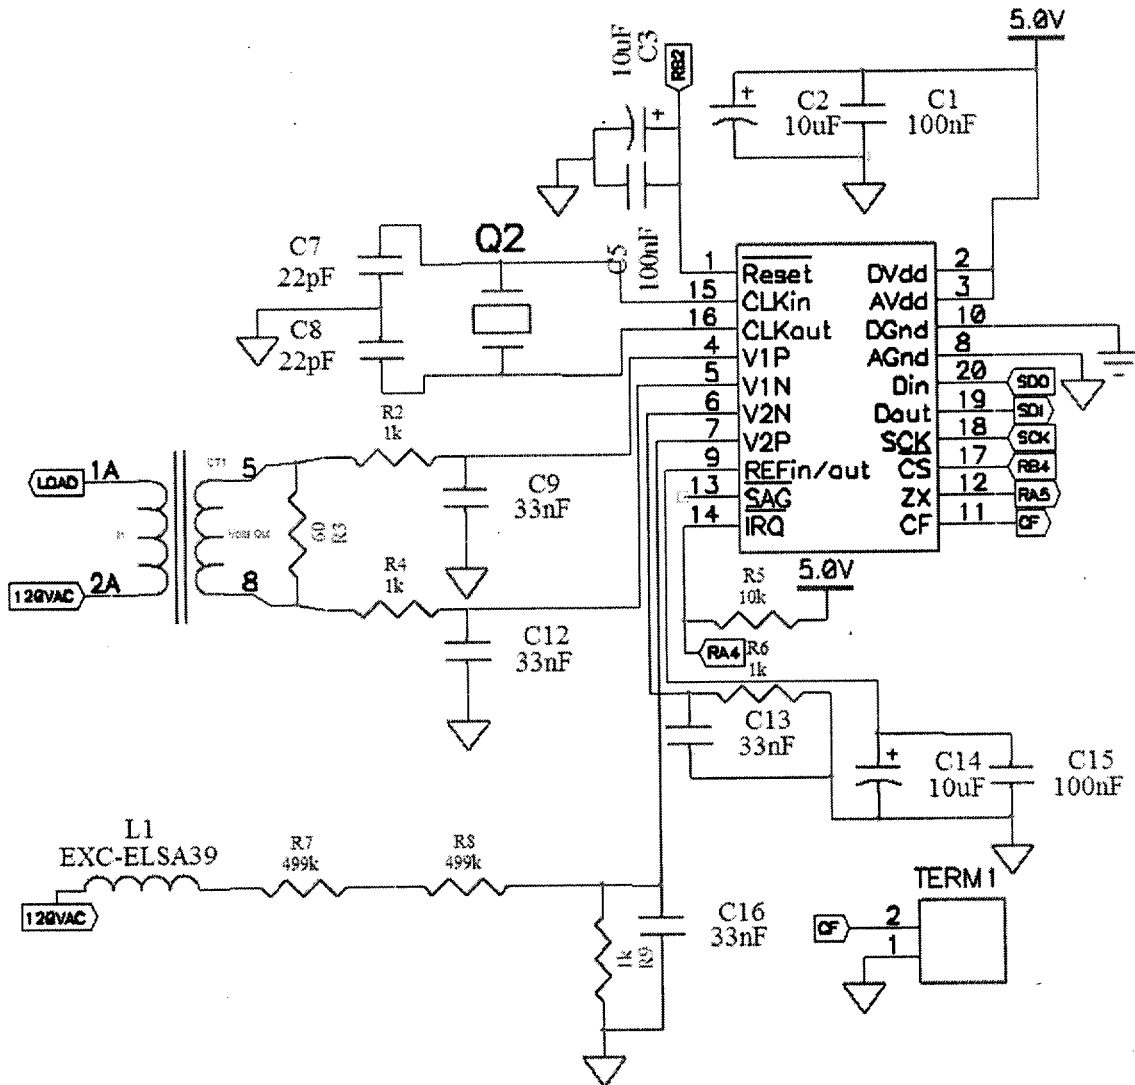 5.0V
10uF
C3
RB2
C2
10uF
C1
100nF
C7
22pF
Q2
C5
100nF
C8
22pF
1
Reset
15
CLKin
16
CLKout
4
V1P
5
V1N
6
V2N
7
V2P
9
REFin/out
13
SAG
14
IRQ
DVdd
2
AVdd
3
DGnd
10
AGnd
8
Din
20
SDO
Dout
19
SDI
SCK
18
SCK
CS
17
RB4
ZX
12
RA5
CF
11
CF
R2
1k
LOAD
1A
CT1
5
C9
33nF
60
R3
120VAC
2A
8
R4
1k
C12
33nF
R5
10k
5.0V
RA4
R6
1k
C13
33nF
C14
10uF
C15
100nF
L1
EXC-ELSA39
R7
499k
R8
499k
120VAC
C16
33nF
1k
R9
TERM1
CF
2
1